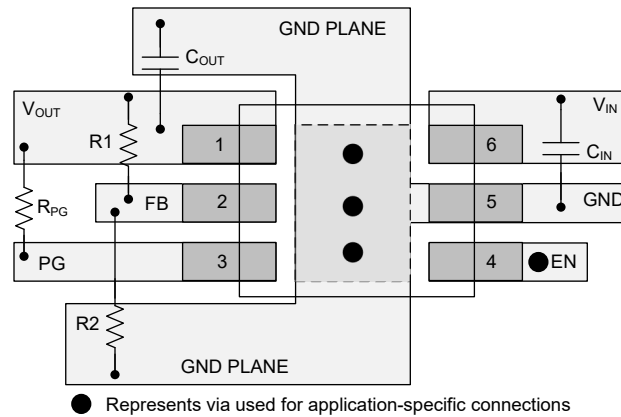 GND PLANE
COUT
VOUT
VIN
R1
1
6
CIN
RPG
FB
2
5
GND
PG
3
4
EN
R2
GND PLANE
Represents via used for application-specific connections